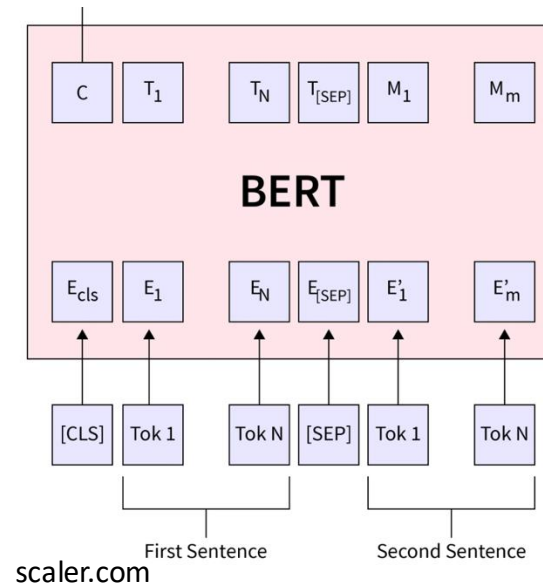 C T1 TN T[SEP] M1 Mm
BERT
Ecls E1 EN E[SEP] E'1 E'm
[CLS] Tok 1 Tok N [SEP] Tok 1 Tok N
First Sentence Second Sentence
scaler.com